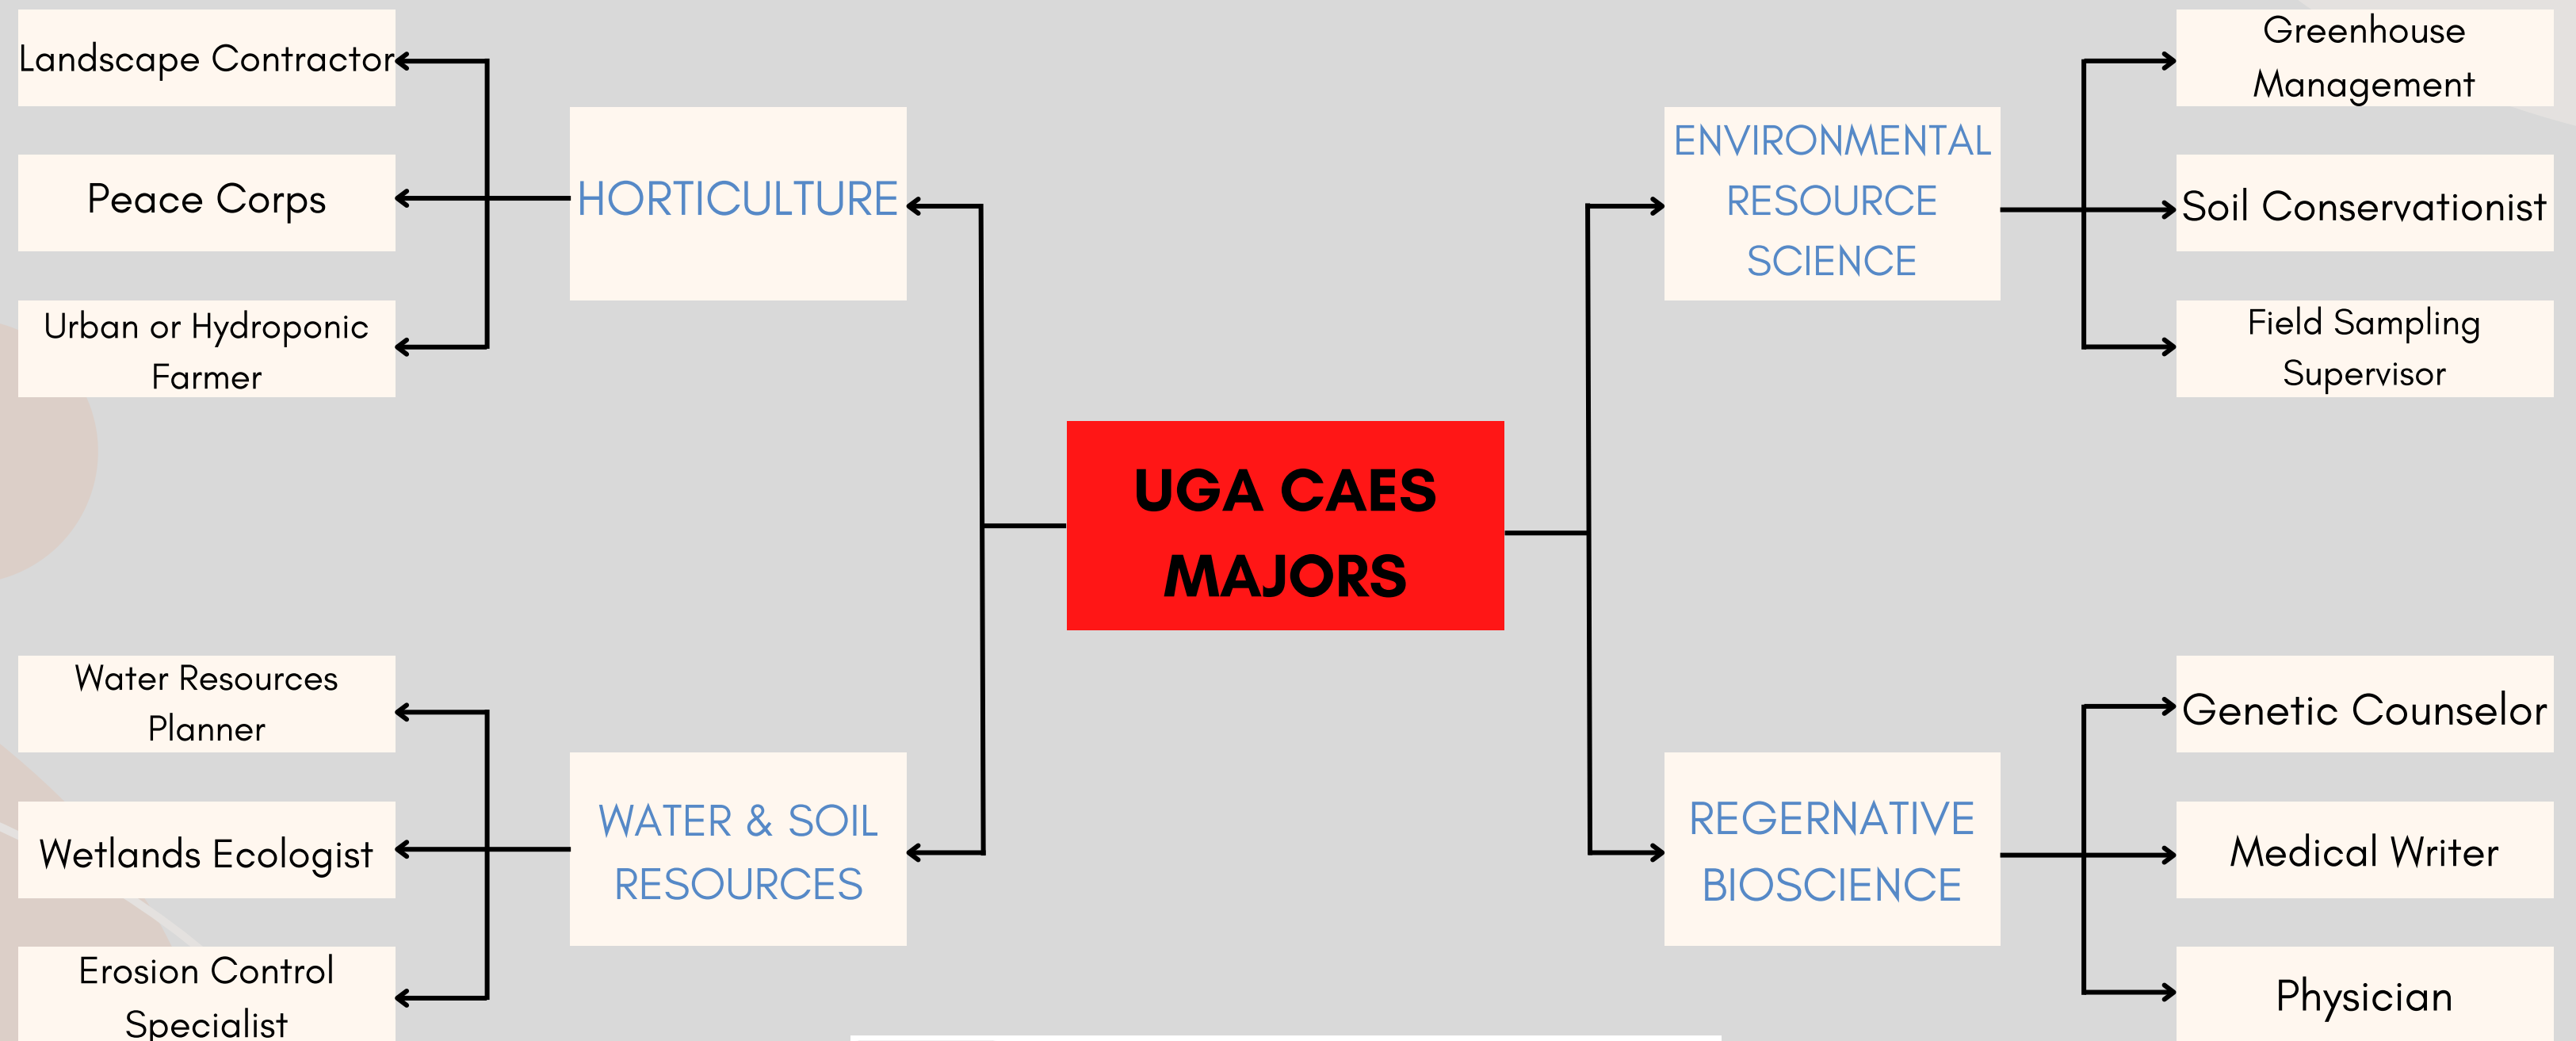 Landscape Contractor
Peace Corps
Urban or Hydroponic
Farmer
HORTICULTURE
ENVIRONMENTAL
RESOURCE
SCIENCE
Greenhouse
Management
Soil Conservationist
Field Sampling
Supervisor
UGA CAES
MAJORS
Water Resources
Planner
Wetlands Ecologist
Erosion Control
Specialist
WATER & SOIL
RESOURCES
REGERNATIVE
BIOSCIENCE
Genetic Counselor
Medical Writer
Physician